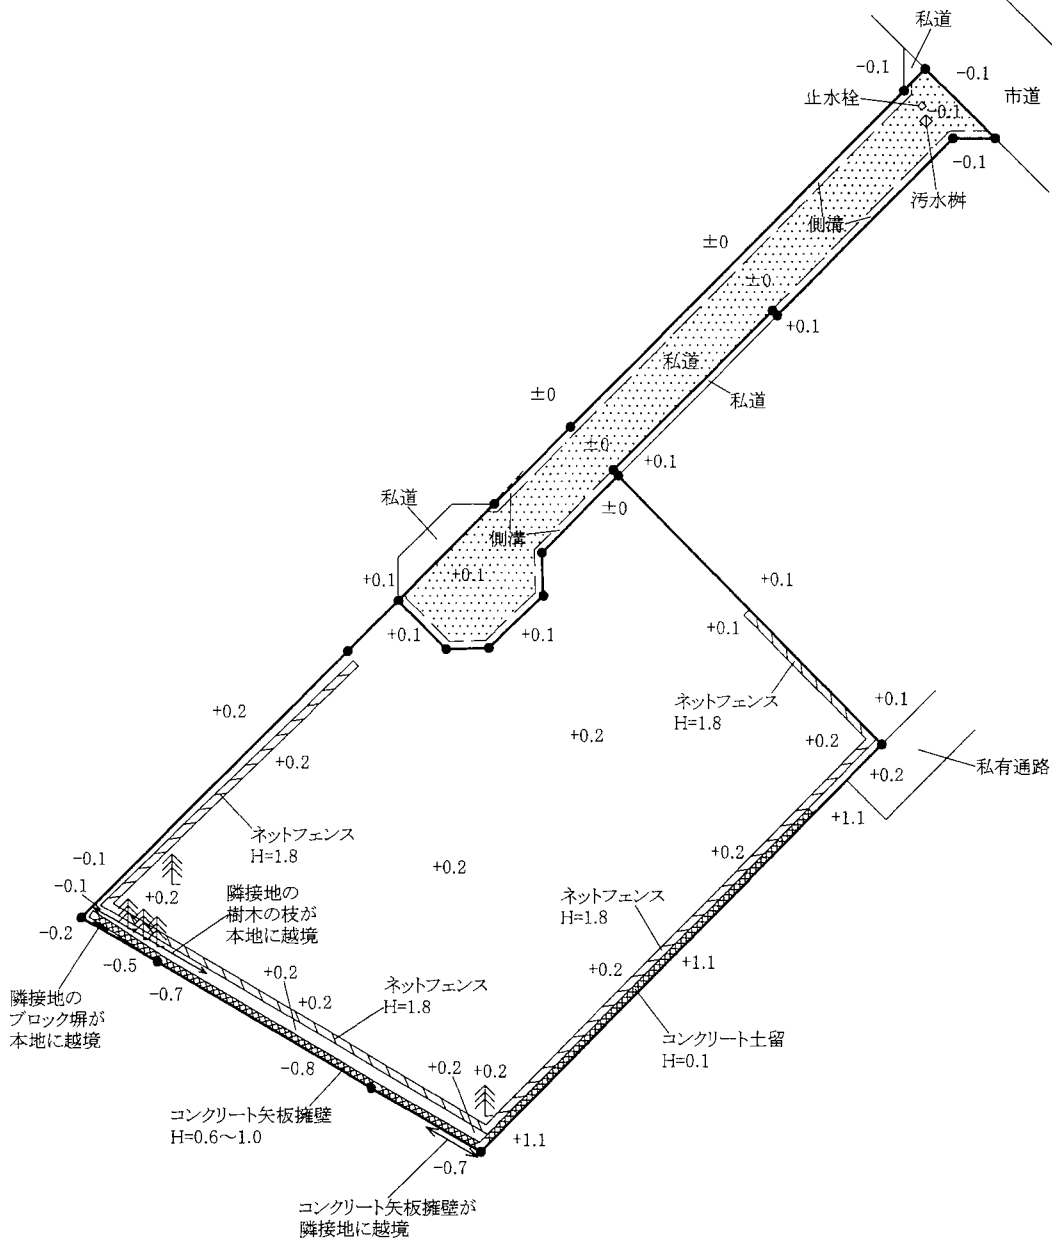 私道
-0.1
-0.1
市道
止水栓
-0.1
-0.1
汚水桝
側溝
±0
±0
+0.1
私道
私道
±0
±0
+0.1
私道
±0
側溝
+0.1
+0.1
+0.1
+0.1
+0.1
+0.1
ネットフェンス
H=1.8
+0.1
+0.2
+0.2
+0.2
+0.2
私有通路
+0.2
+1.1
ネットフェンス
H=1.8
-0.1
-0.1
+0.2
+0.2
+0.2
隣接地の
樹木の枝が
本地に越境
ネットフェンス
H=1.8
-0.2
-0.5
-0.7
+0.2
+0.2
ネットフェンス
H=1.8
+0.2
+1.1
隣接地の
ブロック塀が
本地に越境
コンクリート土留
H=0.1
-0.8
+0.2
+0.2
コンクリート矢板擁壁
H=0.6～1.0
+1.1
-0.7
コンクリート矢板擁壁が
隣接地に越境